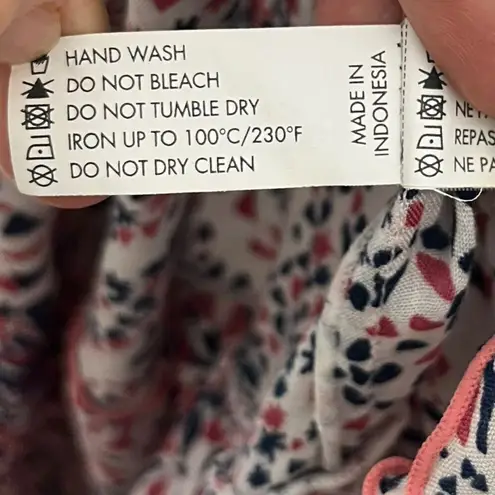 HAND WASH
DO NOT BLEACH
DO NOT TUMBLE DRY
IRON UP TO 100°C/230°F
DO NOT DRY CLEAN
MADE IN
INDONESIA
REPAS
NE PA